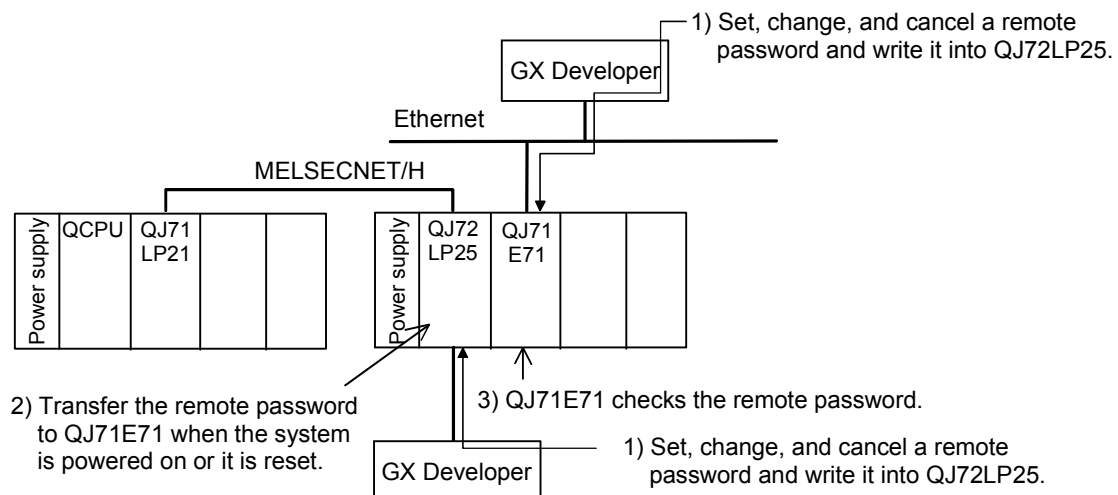 1) Set, change, and cancel a remote
password and write it into QJ72LP25.
GX Developer
Ethernet
MELSECNET/H
Power supply
QCPU
QJ71
LP21
Power supply
QJ72
LP25
QJ71
E71
2) Transfer the remote password
to QJ71E71 when the system
is powered on or it is reset.
3) QJ71E71 checks the remote password.
GX Developer
1) Set, change, and cancel a remote
password and write it into QJ72LP25.